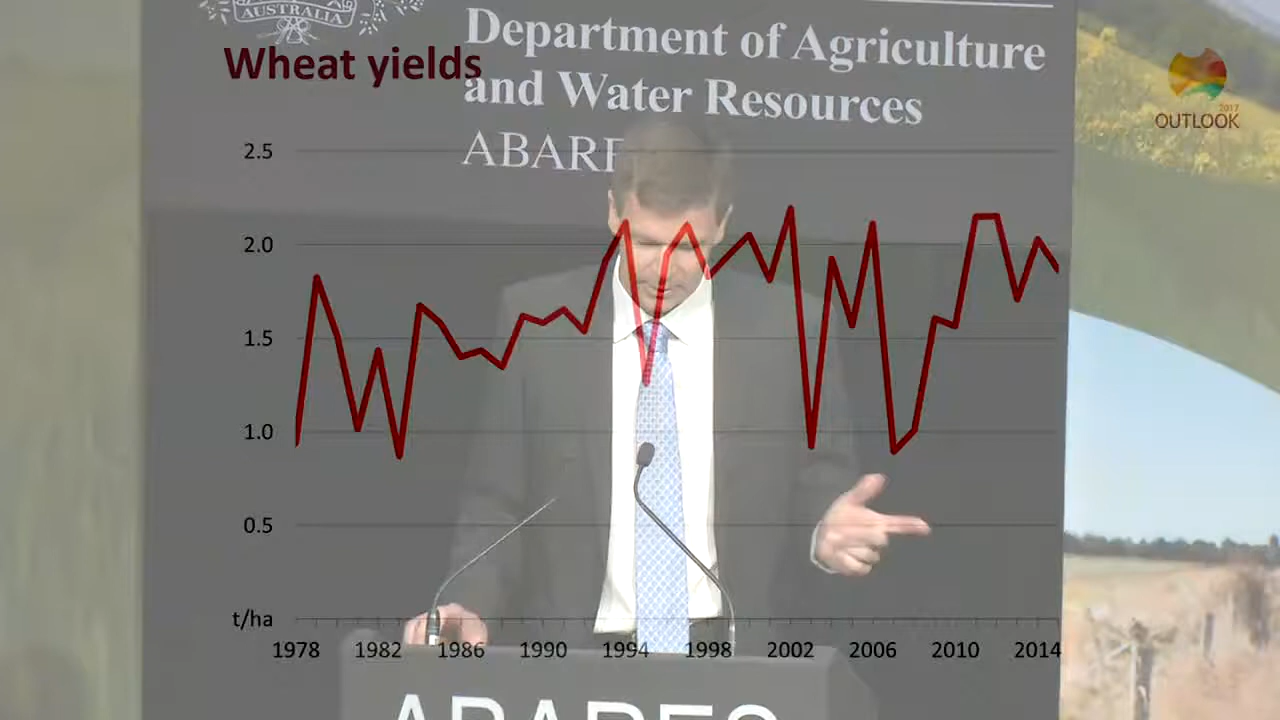 AUSTRALIA
Department of Agriculture
and Water Resources
Wheat yields
2017
OUTLOOK
2.5
2.0
1.5
1.0
0.5
t/ha
1978 1982 1986 1990 1994 1998 2002 2006 2010 2014
ABARES